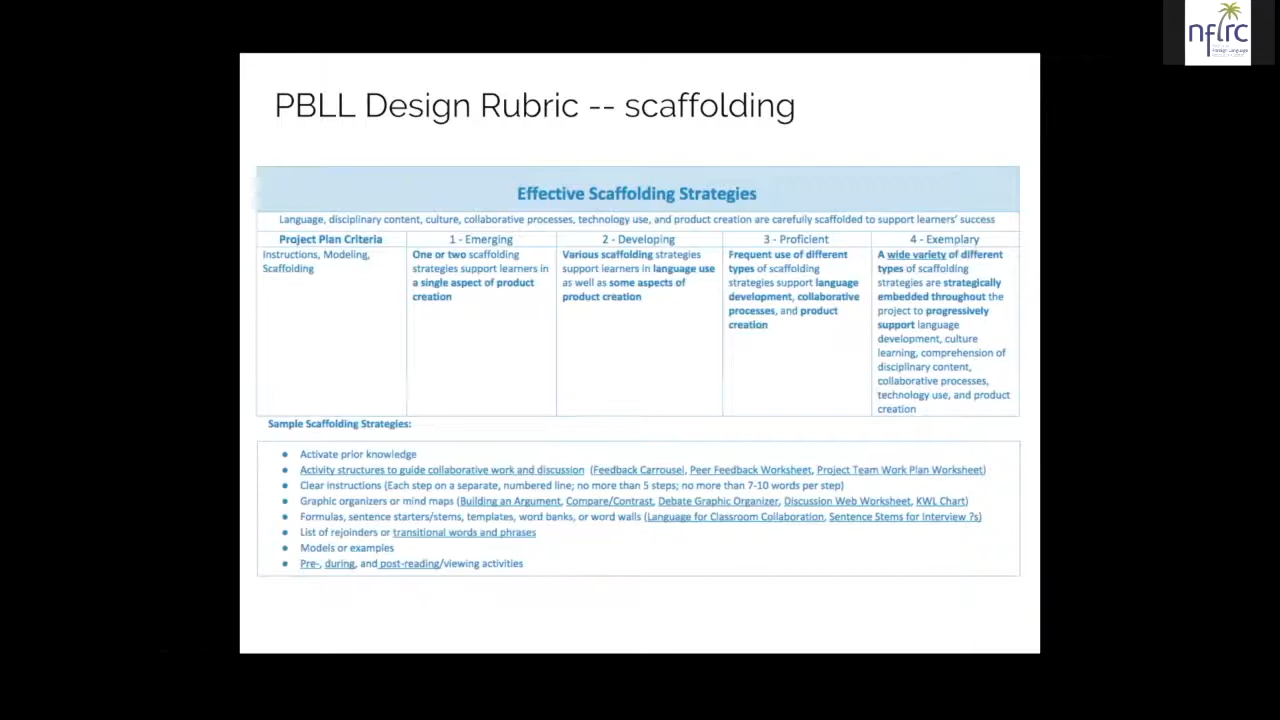 nflrc
Foreign Language
PBLL Design Rubric -- scaffolding
Effective Scaffolding Strategies
Language, disciplinary content, culture, collaborative processes, technology use, and product creation are carefully scaffolded to support learners' success
Project Plan Criteria
1 - Emerging
2 - Developing
3 - Proficient
4 - Exemplary
Instructions, Modeling,
Scaffolding
One or two scaffolding
strategies support learners in
a single aspect of product
creation
Various scaffolding strategies
support learners in language use
as well as some aspects of
product creation
Frequent use of different
types of scaffolding
strategies support language
development, collaborative
processes, and product
creation
A wide variety of different
types of scaffolding
strategies are strategically
embedded throughout the
project to progressively
support language
development, culture
learning, comprehension of
disciplinary content,
collaborative processes,
technology use, and product
creation
Sample Scaffolding Strategies:
• Activate prior knowledge
• Activity structures to guide collaborative work and discussion (Feedback Carrousel, Peer Feedback Worksheet, Project Team Work Plan Worksheet)
• Clear instructions (Each step on a separate, numbered line; no more than 5 steps; no more than 7-10 words per step)
• Graphic organizers or mind maps (Building an Argument, Compare/Contrast, Debate Graphic Organizer, Discussion Web Worksheet, KWL Chart)
• Formulas, sentence starters/stems, templates, word banks, or word walls (Language for Classroom Collaboration, Sentence Stems for Interview ?s)
• List of rejoinders or transitional words and phrases
• Models or examples
• Pre-, during, and post-reading/viewing activities